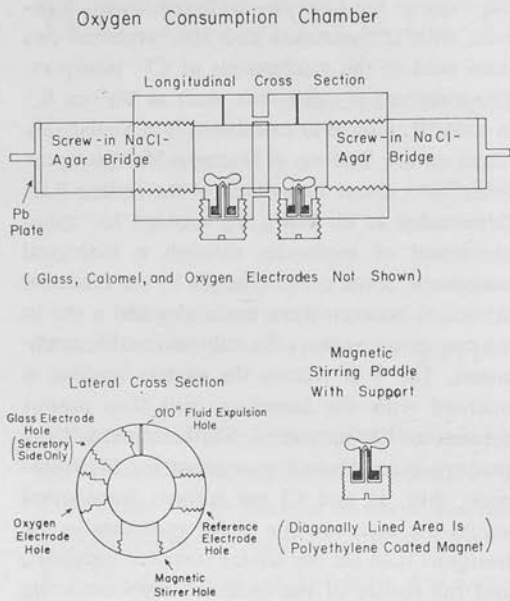 Oxygen Consumption Chamber
Longitudinal Cross Section
Screw-in NaCl-
Agar Bridge
Screw-in NaCl-
Agar Bridge
Pb
Plate
( Glass, Calomel, and Oxygen Electrodes Not Shown )
Lateral Cross Section
Glass Electrode
Hole
(Secretory
Side Only)
.010" Fluid Expulsion
Hole
Oxygen
Electrode
Hole
Reference
Electrode
Hole
Magnetic
Stirrer Hole
Magnetic
Stirring Paddle
With Support
(Diagonally Lined Area Is
Polyethylene Coated Magnet)